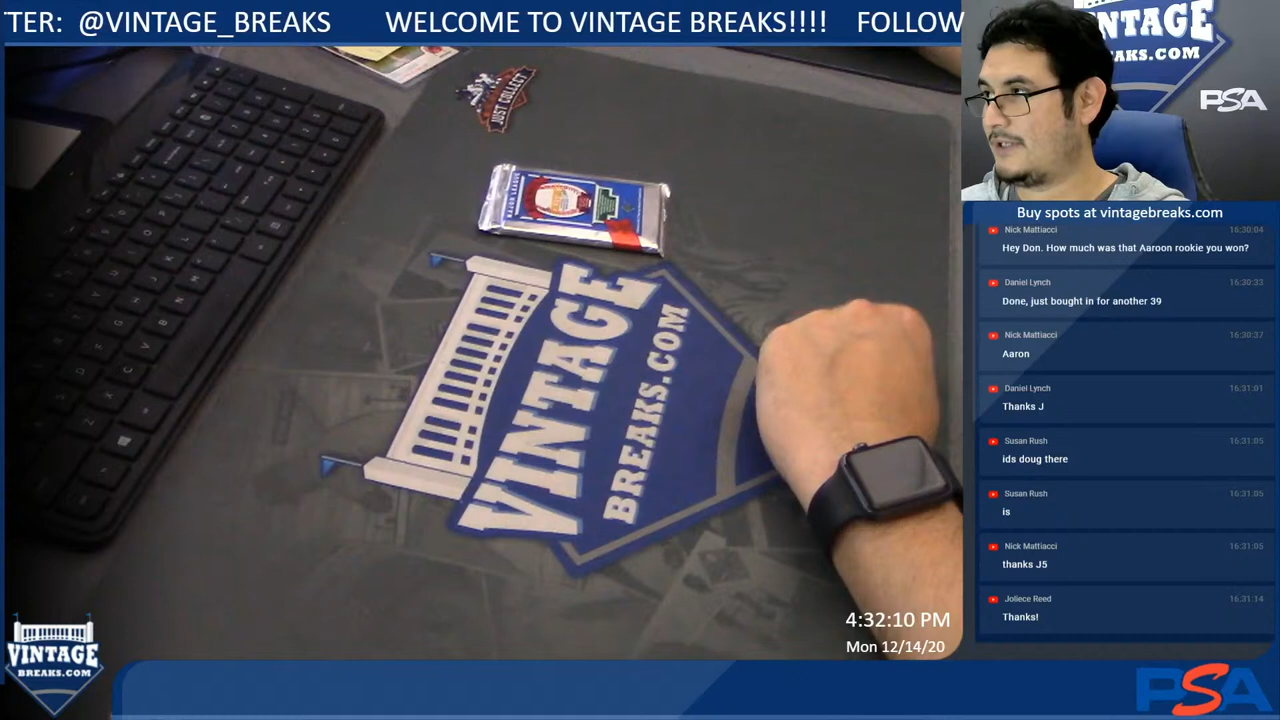 TER: @VINTAGE_BREAKS WELCOME TO VINTAGE BREAKS!!!! FOLLOW
VINTAGE
BREAKS.COM
PSA
JUST COLLECT
MAJOR LEAGUE
VINTAGE
BREAKS.COM
Buy spots at vintagebreaks.com
Nick Mattiacci 16:30:04
Hey Don. How much was that Aaroon rookie you won?
Daniel Lynch 16:30:33
Done, just bought in for another 39
Nick Mattiacci 16:30:37
Aaron
Daniel Lynch 16:31:01
Thanks J
Susan Rush 16:31:05
ids doug there
Susan Rush 16:31:05
is
Nick Mattiacci 16:31:05
thanks J5
Joliece Reed 16:31:14
Thanks!
4:32:10 PM
Mon 12/14/20
VINTAGE
BREAKS.COM
PSA